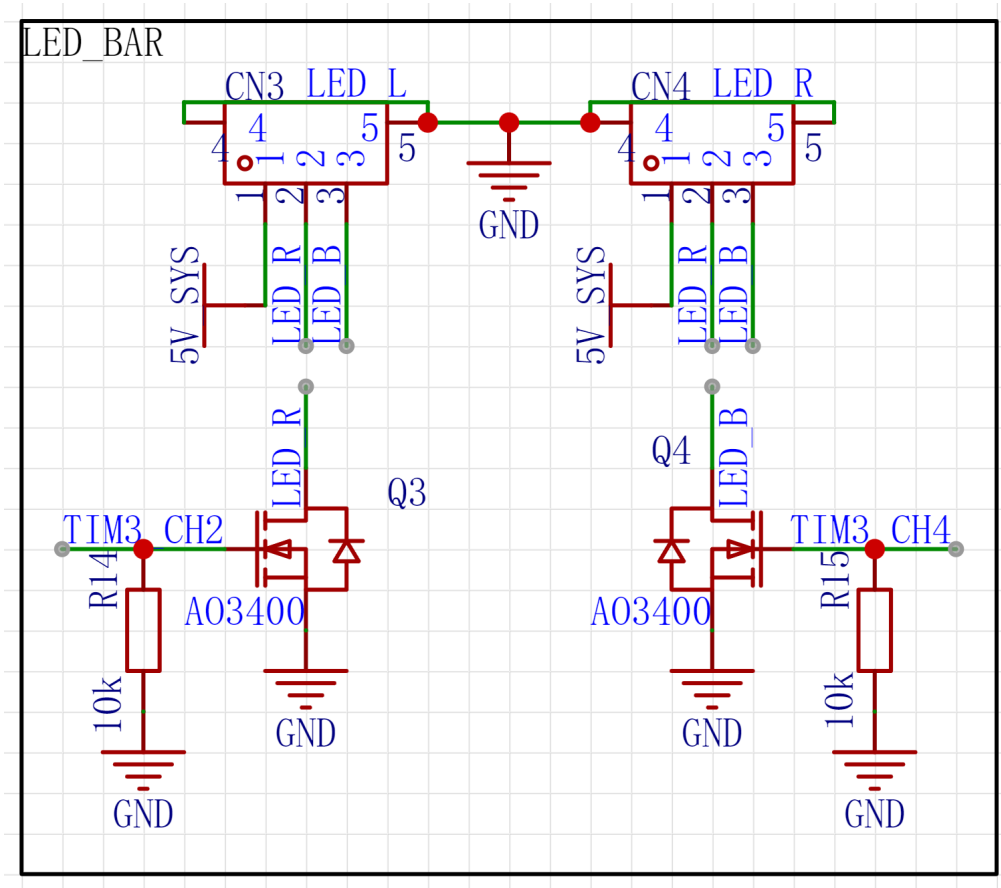 LED_BAR
CN3 LED_L
4 5
4 1 2 3 5
1 2 3
CN4 LED_R
4 5
4 1 2 3 5
1 2 3
GND
5V_SYS
LED_R
LED_B
5V_SYS
LED_R
LED_B
LED_R
Q3
Q4
LED_B
TIM3_CH2
TIM3_CH4
R14
AO3400
AO3400
R15
10k
10k
GND
GND
GND
GND